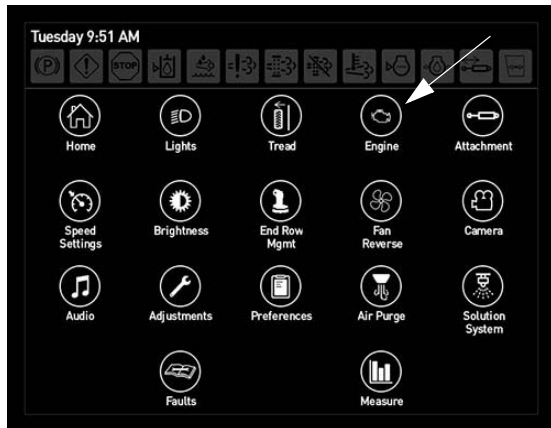 Tuesday 9:51 AM
(P)
STOP
Home
Lights
Tread
Engine
Attachment
Speed
Settings
Brightness
End Row
Mgmt
Fan
Reverse
Camera
Audio
Adjustments
Preferences
Air Purge
Solution
System
Faults
Measure